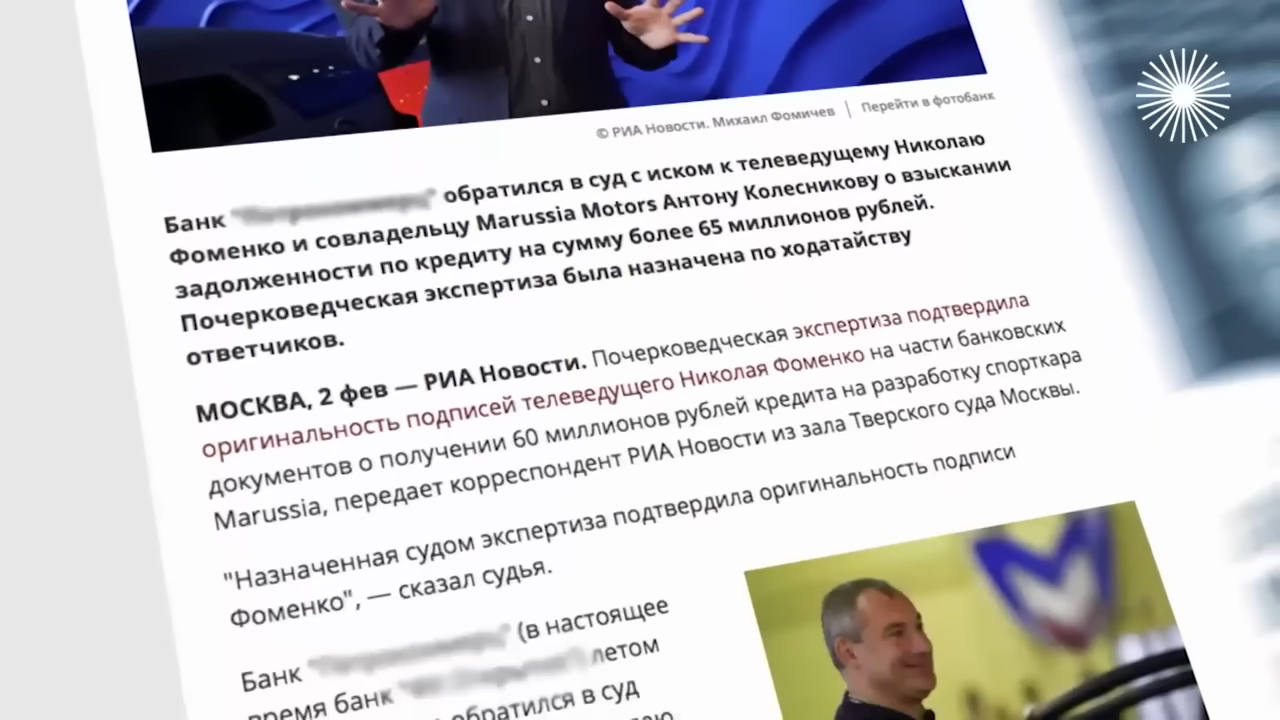 © РИА Новости. Михаил Фомичев | Перейти в фотобанк
Банк обратился в суд с иском к телеведущему Николаю
Фоменко и совладельцу Marussia Motors Антону Колесникову о взыскании
задолженности по кредиту на сумму более 65 миллионов рублей.
Почерковедческая экспертиза была назначена по ходатайству
ответчиков.
МОСКВА, 2 фев — РИА Новости. Почерковедческая экспертиза подтвердила
оригинальность подписей телеведущего Николая Фоменко на части банковских
документов о получении 60 миллионов рублей кредита на разработку спорткара
Marussia, передает корреспондент РИА Новости из зала Тверского суда Москвы.
"Назначенная судом экспертиза подтвердила оригинальность подписи
Фоменко", — сказал судья.
Банк (в настоящее
время банк летом
обратился в суд